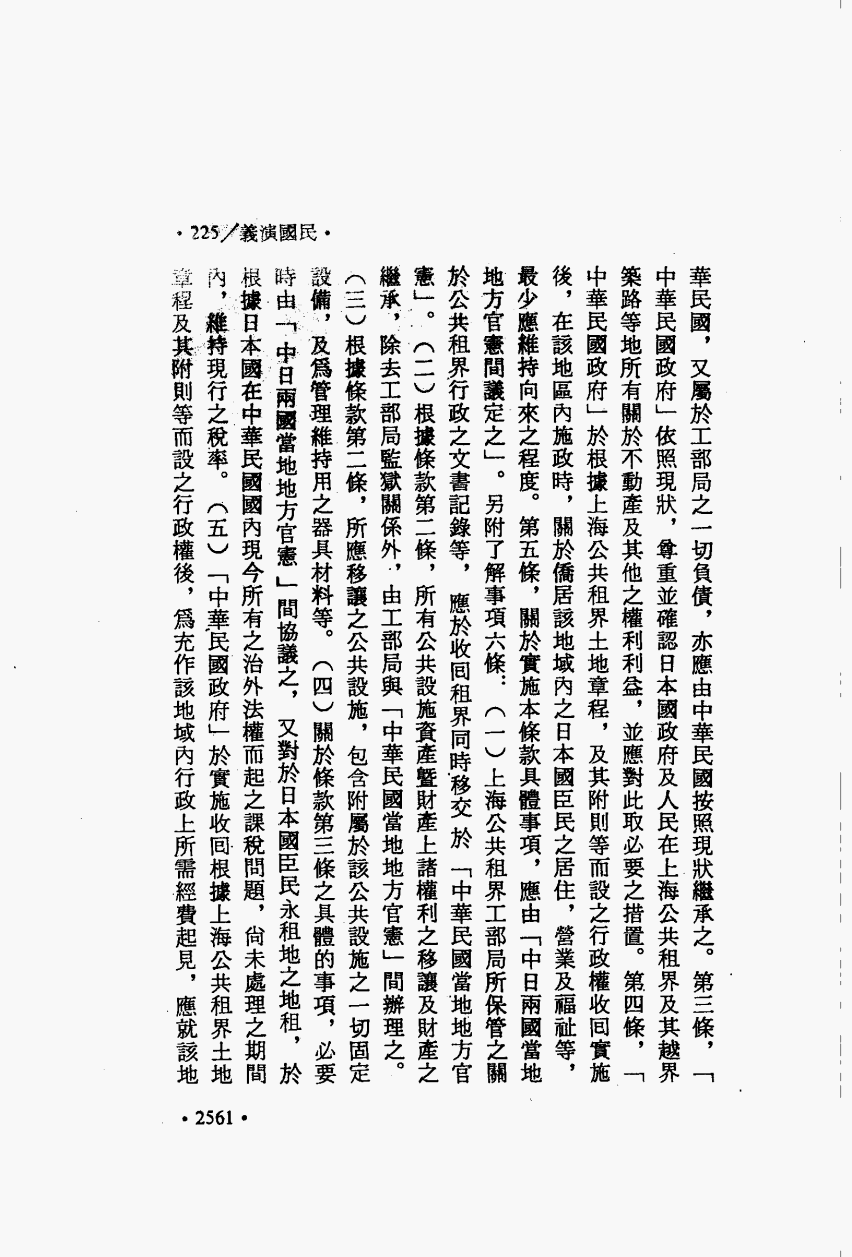 ·225／義演國民·
華民國，又屬於工部局之一切負債，亦應由中華民國按照現狀繼承之。第三條，「
中華民國政府」依照現狀，尊重並確認日本國政府及人民在上海公共租界及其越界
築路等地所有關於不動產及其他之權利利益，並應對此取必要之措置。第四條，「
中華民國政府」於根據上海公共租界土地章程，及其附則等而設之行政權收囘實施
後，在該地區內施政時，關於僑居該地域內之日本國臣民之居住，營業及福祉等，
最少應維持向來之程度。第五條，關於實施本條款具體事項，應由「中日兩國當地
地方官憲間議定之」。另附了解事項六條：（一）上海公共租界工部局所保管之關
於公共租界行政之文書記錄等，應於收囘租界同時移交於「中華民國當地地方官
憲」。（二）根據條款第二條，所有公共設施資產曁財產上諸權利之移讓及財產之
繼承，除去工部局監獄關係外，由工部局與「中華民國當地地方官憲」間辦理之。
（三）根據條款第二條，所應移讓之公共設施，包含附屬於該公共設施之一切固定
設備，及爲管理維持用之器具材料等。（四）關於條款第三條之具體的事項，必要
時由「中日兩國當地地方官憲」間協議之，又對於日本國臣民永租地之地租，於
根據日本國在中華民國國內現今所有之治外法權而起之課稅問題，尙未處理之期間
內，維持現行之稅率。（五）「中華民國政府」於實施收囘根據上海公共租界土地
章程及其附則等而設之行政權後，爲充作該地域內行政上所需經費起見，應就該地
·2561·